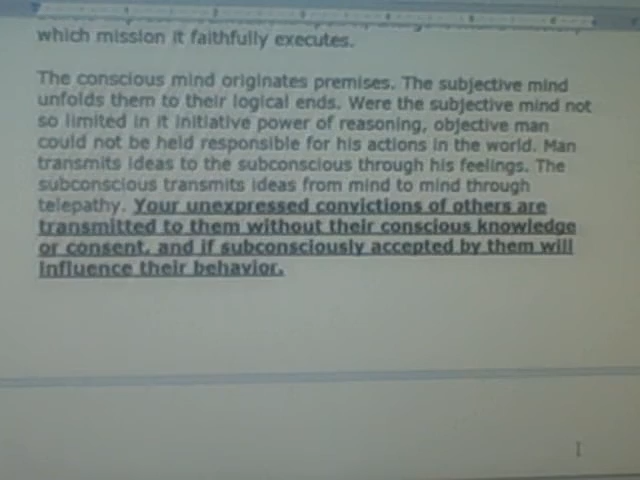 which mission it faithfully executes.
The conscious mind originates premises. The subjective mind
unfolds them to their logical ends. Were the subjective mind not
so limited in it initiative power of reasoning, objective man
could not be held responsible for his actions in the world. Man
transmits ideas to the subconscious through his feelings. The
subconscious transmits ideas from mind to mind through
telepathy. Your unexpressed convictions of others are
transmitted to them without their conscious knowledge
or consent, and if subconsciously accepted by them will
influence their behavior.